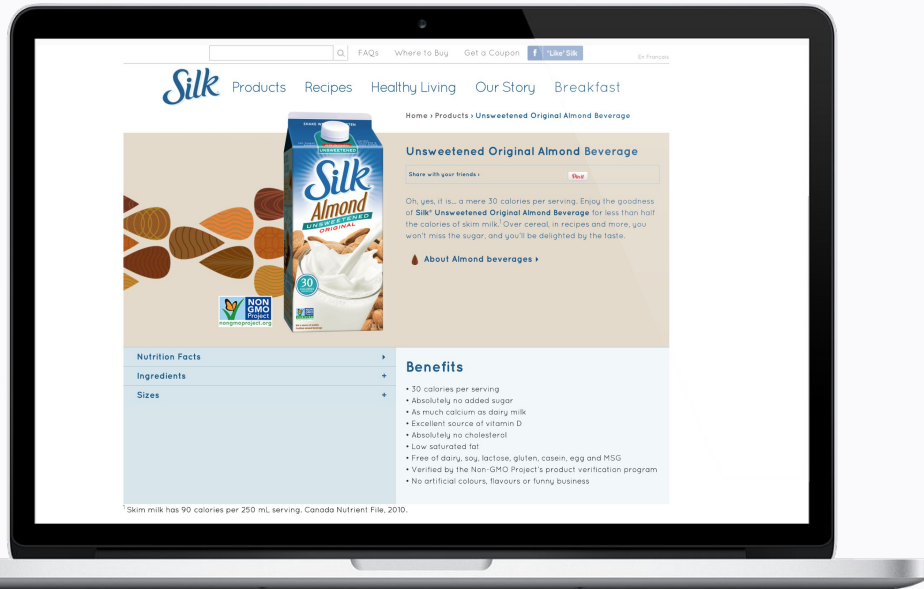 FAQs Where to Buy Get a Coupon f "Like" Silk En Français
Silk Products Recipes Healthy Living Our Story Breakfast
Home › Products › Unsweetened Original Almond Beverage
UNSWEETENED
Silk
Almond
UNSWEETENED
ORIGINAL
30
NON
GMO
Project
nongmoproject.org
Unsweetened Original Almond Beverage
Share with your friends ›
Pin it
Oh, yes, it is... a mere 30 calories per serving. Enjoy the goodness
of Silk® Unsweetened Original Almond Beverage for less than half
the calories of skim milk.¹ Over cereal, in recipes and more, you
won't miss the sugar, and you'll be delighted by the taste.
About Almond beverages ›
Nutrition Facts
Ingredients +
Sizes +
Benefits
• 30 calories per serving
• Absolutely no added sugar
• As much calcium as dairy milk
• Excellent source of vitamin D
• Absolutely no cholesterol
• Low saturated fat
• Free of dairy, soy, lactose, gluten, casein, egg and MSG
• Verified by the Non-GMO Project's product verification program
• No artificial colours, flavours or funny business
¹ Skim milk has 90 calories per 250 mL serving. Canada Nutrient File, 2010.